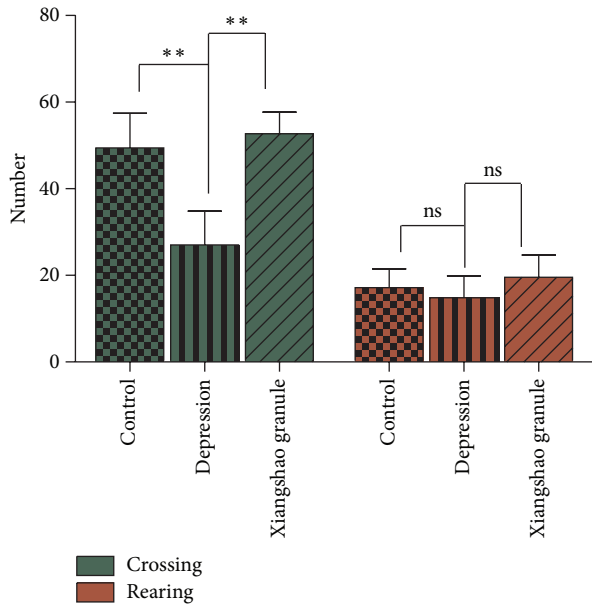 80
60
40
20
0
Number
**
**
ns
ns
Control
Depression
Xiangshao granule
Control
Depression
Xiangshao granule
Crossing
Rearing